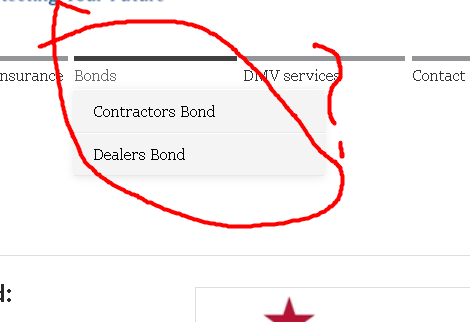 nsurance Bonds DMV services Contact
Contractors Bond
Dealers Bond
d: